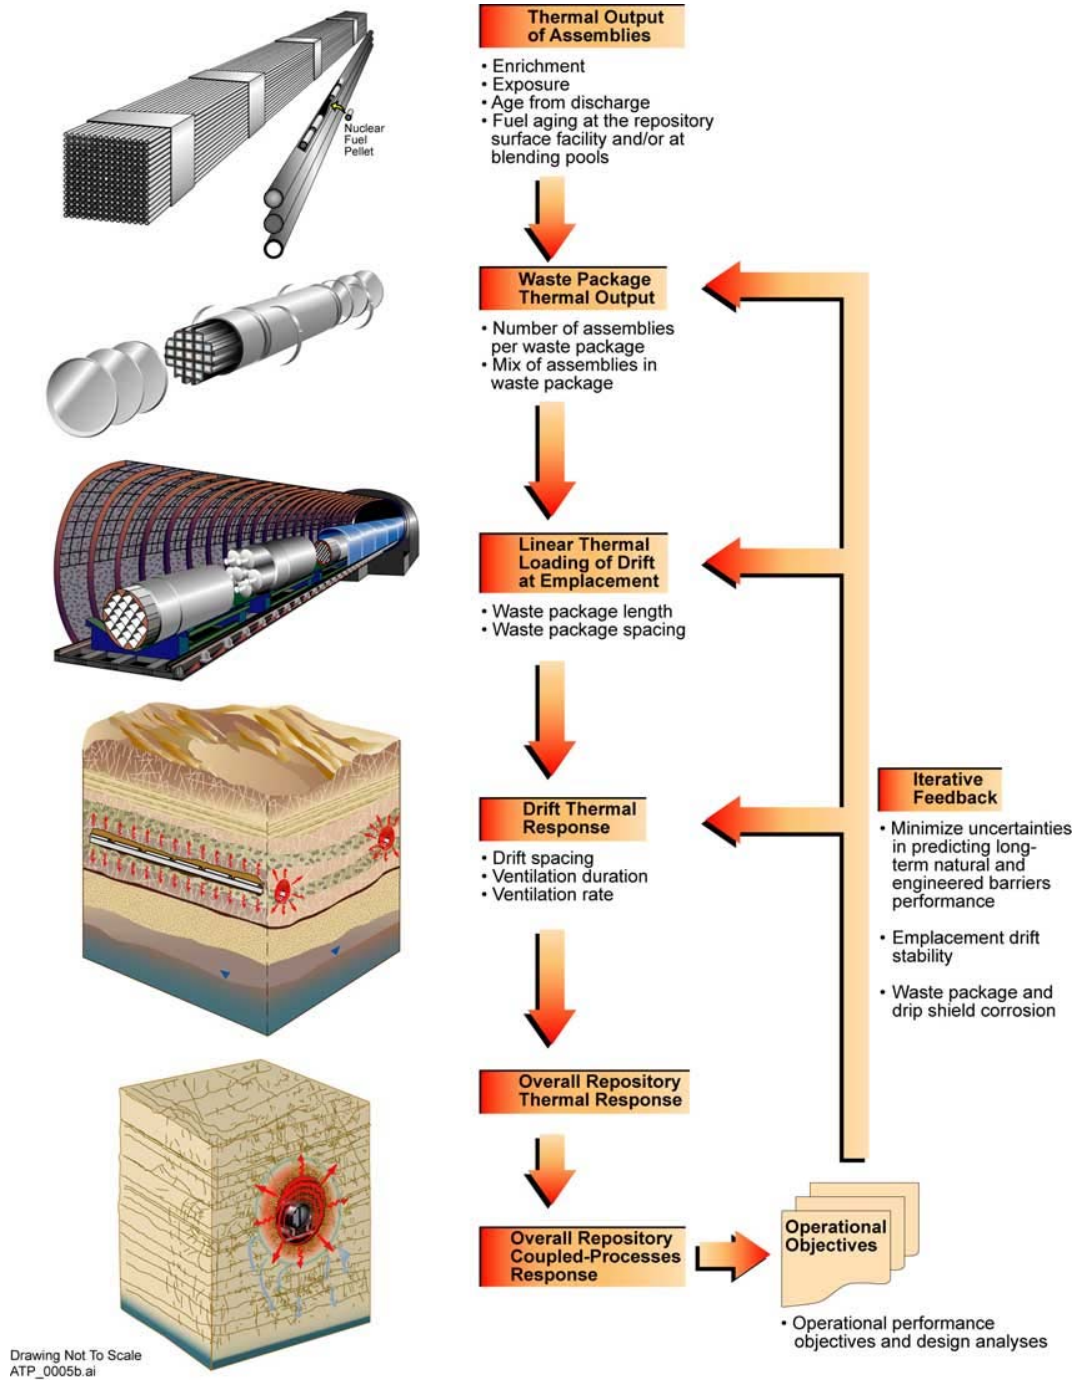 Thermal Output
of Assemblies
• Enrichment
• Exposure
• Age from discharge
• Fuel aging at the repository
surface facility and/or at
blending pools
Nuclear
Fuel
Pellet
Waste Package
Thermal Output
• Number of assemblies
per waste package
• Mix of assemblies in
waste package
Linear Thermal
Loading of Drift
at Emplacement
• Waste package length
• Waste package spacing
Drift Thermal
Response
• Drift spacing
• Ventilation duration
• Ventilation rate
Iterative
Feedback
• Minimize uncertainties
in predicting long-
term natural and
engineered barriers
performance
• Emplacement drift
stability
• Waste package and
drip shield corrosion
Overall Repository
Thermal Response
Overall Repository
Coupled-Processes
Response
Operational
Objectives
• Operational performance
objectives and design analyses
Drawing Not To Scale
ATP_0005b.ai